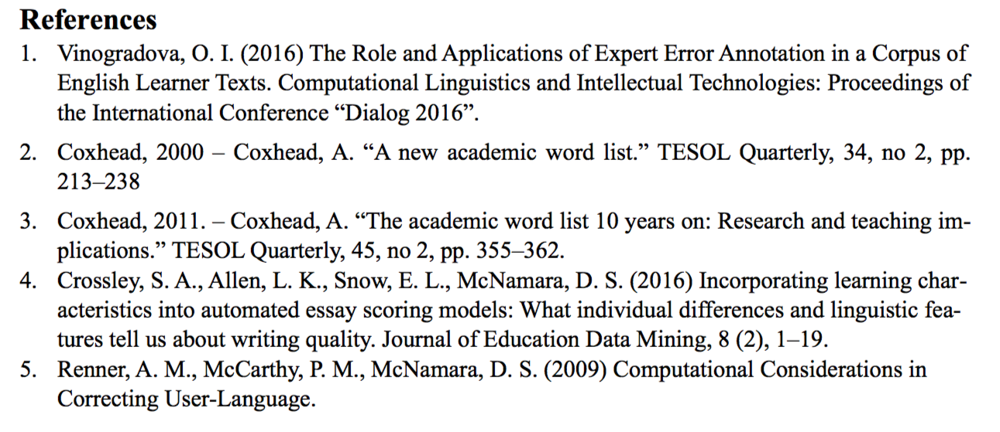 References
1. Vinogradova, O. I. (2016) The Role and Applications of Expert Error Annotation in a Corpus of
English Learner Texts. Computational Linguistics and Intellectual Technologies: Proceedings of
the International Conference “Dialog 2016”.
2. Coxhead, 2000 – Coxhead, A. “A new academic word list.” TESOL Quarterly, 34, no 2, pp.
213–238
3. Coxhead, 2011. – Coxhead, A. “The academic word list 10 years on: Research and teaching im-
plications.” TESOL Quarterly, 45, no 2, pp. 355–362.
4. Crossley, S. A., Allen, L. K., Snow, E. L., McNamara, D. S. (2016) Incorporating learning char-
acteristics into automated essay scoring models: What individual differences and linguistic fea-
tures tell us about writing quality. Journal of Education Data Mining, 8 (2), 1–19.
5. Renner, A. M., McCarthy, P. M., McNamara, D. S. (2009) Computational Considerations in
Correcting User-Language.